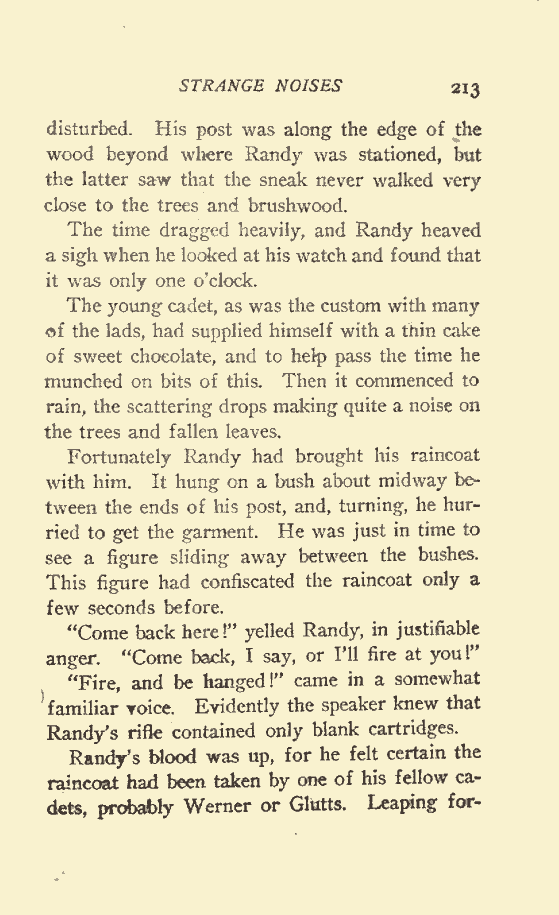 STRANGE NOISES 213
disturbed. His post was along the edge of the
wood beyond where Randy was stationed, but
the latter saw that the sneak never walked very
close to the trees and brushwood.
The time dragged heavily, and Randy heaved
a sigh when he looked at his watch and found that
it was only one o'clock.
The young cadet, as was the custom with many
of the lads, had supplied himself with a thin cake
of sweet chocolate, and to help pass the time he
munched on bits of this. Then it commenced to
rain, the scattering drops making quite a noise on
the trees and fallen leaves.
Fortunately Randy had brought his raincoat
with him. It hung on a bush about midway be-
tween the ends of his post, and, turning, he hur-
ried to get the garment. He was just in time to
see a figure sliding away between the bushes.
This figure had confiscated the raincoat only a
few seconds before.
"Come back here!" yelled Randy, in justifiable
anger. "Come back, I say, or I'll fire at you!"
"Fire, and be hanged!" came in a somewhat
familiar voice. Evidently the speaker knew that
Randy's rifle contained only blank cartridges.
Randy's blood was up, for he felt certain the
raincoat had been taken by one of his fellow ca-
dets, probably Werner or Glutts. Leaping for-